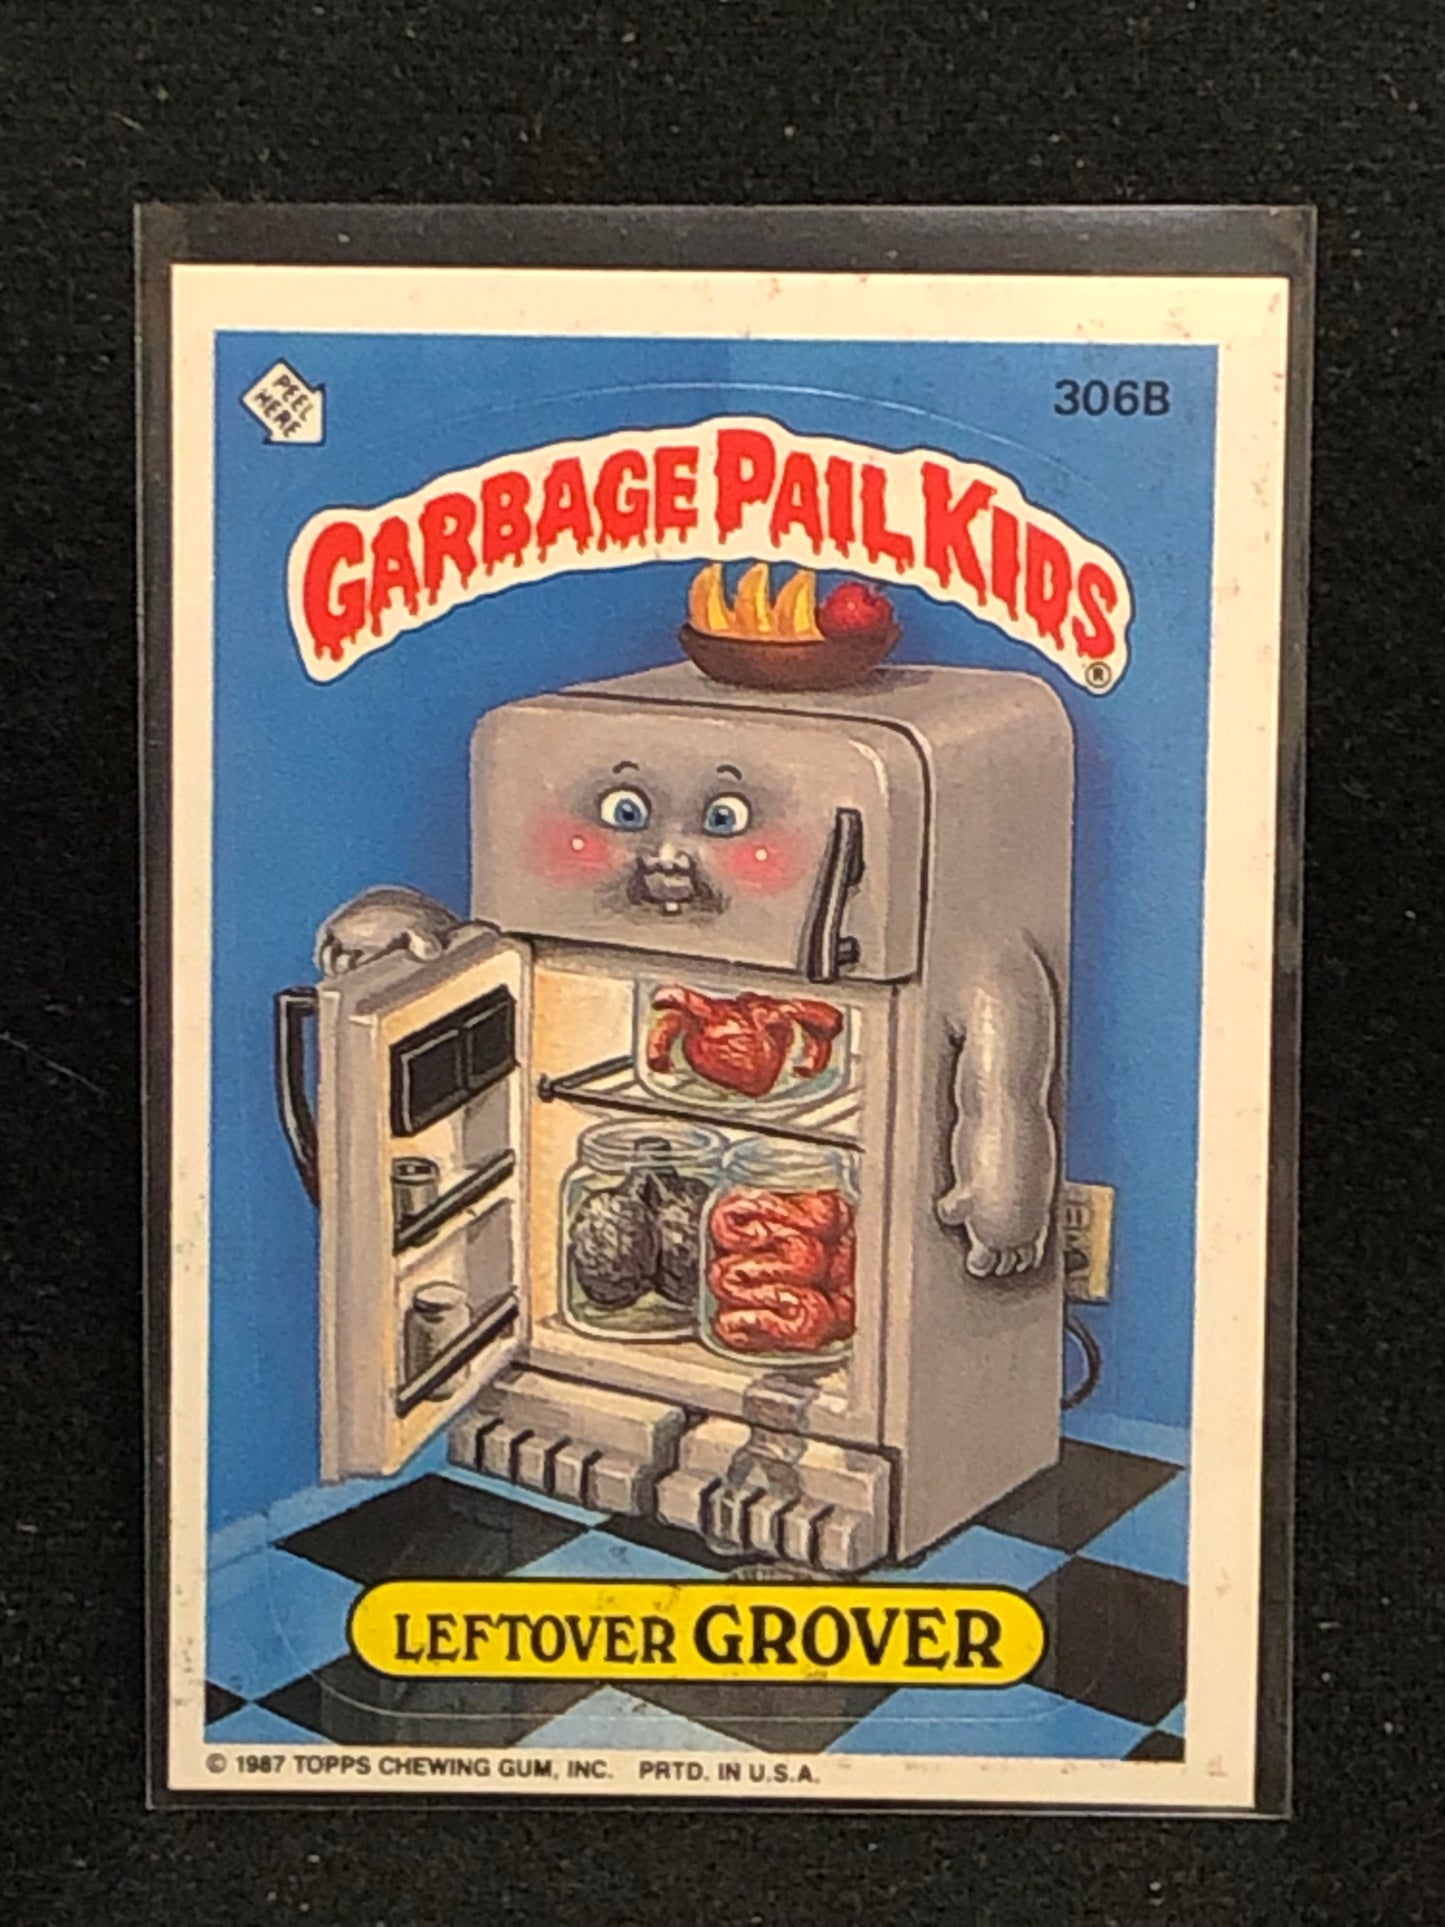 PEEL
HERE
306B
GARBAGE PAIL KIDS
®
LEFTOVER GROVER
© 1987 TOPPS CHEWING GUM, INC. PRTD. IN U.S.A.